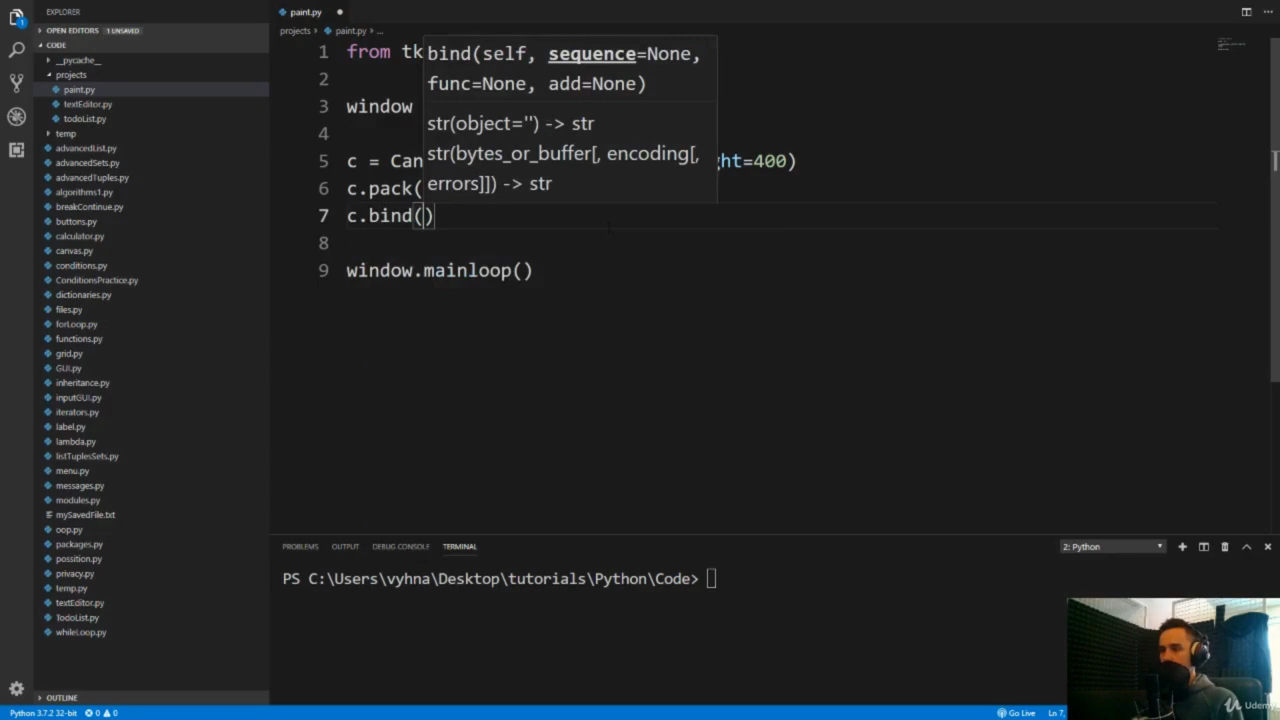 EXPLORER
OPEN EDITORS 1 UNSAVED
CODE
__pycache__
projects
paint.py
textEditor.py
todoList.py
temp
advancedList.py
advancedSets.py
advancedTuples.py
algorithms1.py
breakContinue.py
buttons.py
calculator.py
canvas.py
conditions.py
ConditionsPractice.py
dictionaries.py
files.py
forLoop.py
functions.py
grid.py
GUI.py
inheritance.py
inputGUI.py
iterators.py
label.py
lambda.py
listTuplesSets.py
menu.py
messages.py
modules.py
mySavedFile.txt
oop.py
packages.py
possition.py
privacy.py
temp.py
textEditor.py
TodoList.py
whileLoop.py
OUTLINE
paint.py
projects > paint.py > ...
1 from tk
2
3 window
4
5 c = Can ght=400)
6 c.pack(
7 c.bind()
8
9 window.mainloop()
bind(self, sequence=None,
func=None, add=None)
str(object='') -> str
str(bytes_or_buffer[, encoding[,
errors]]) -> str
PROBLEMS OUTPUT DEBUG CONSOLE TERMINAL 2: Python
PS C:\Users\vyhna\Desktop\tutorials\Python\Code>
Python 3.7.2 32-bit 0 0 Go Live Ln 7,
Udemy